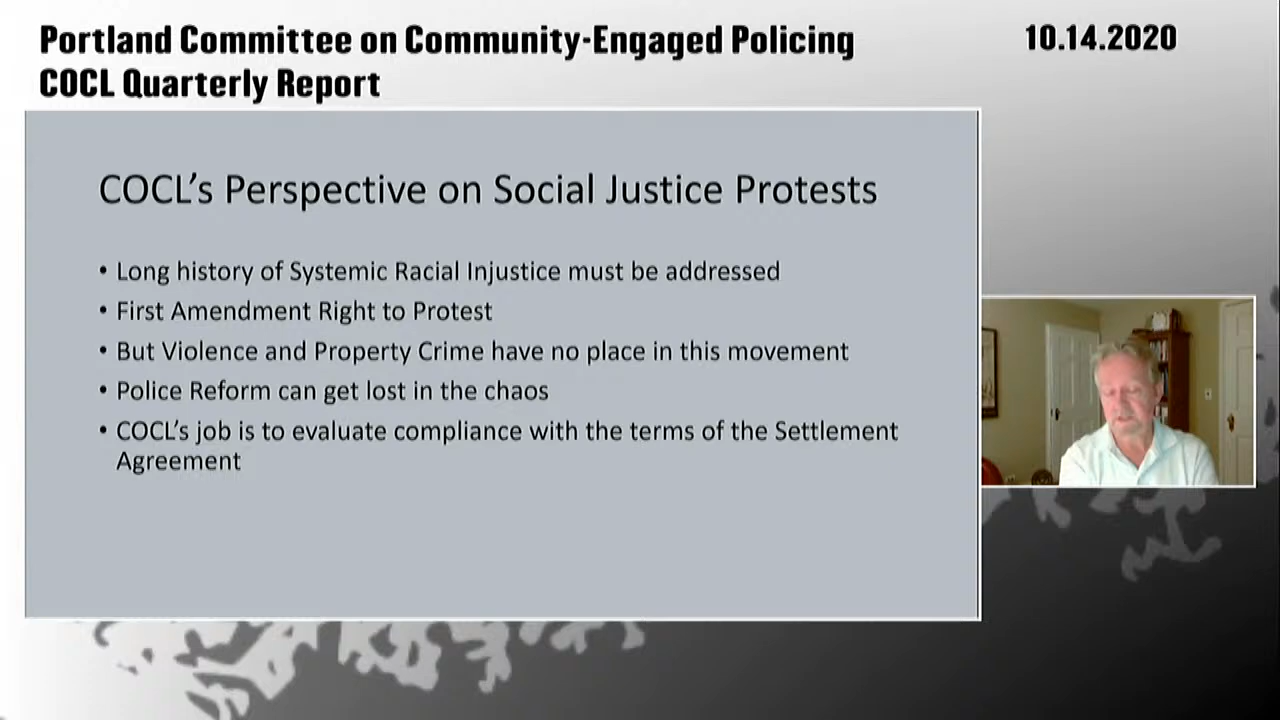 Portland Committee on Community-Engaged Policing
COCL Quarterly Report
10.14.2020
COCL’s Perspective on Social Justice Protests
• Long history of Systemic Racial Injustice must be addressed
• First Amendment Right to Protest
• But Violence and Property Crime have no place in this movement
• Police Reform can get lost in the chaos
• COCL’s job is to evaluate compliance with the terms of the Settlement
Agreement